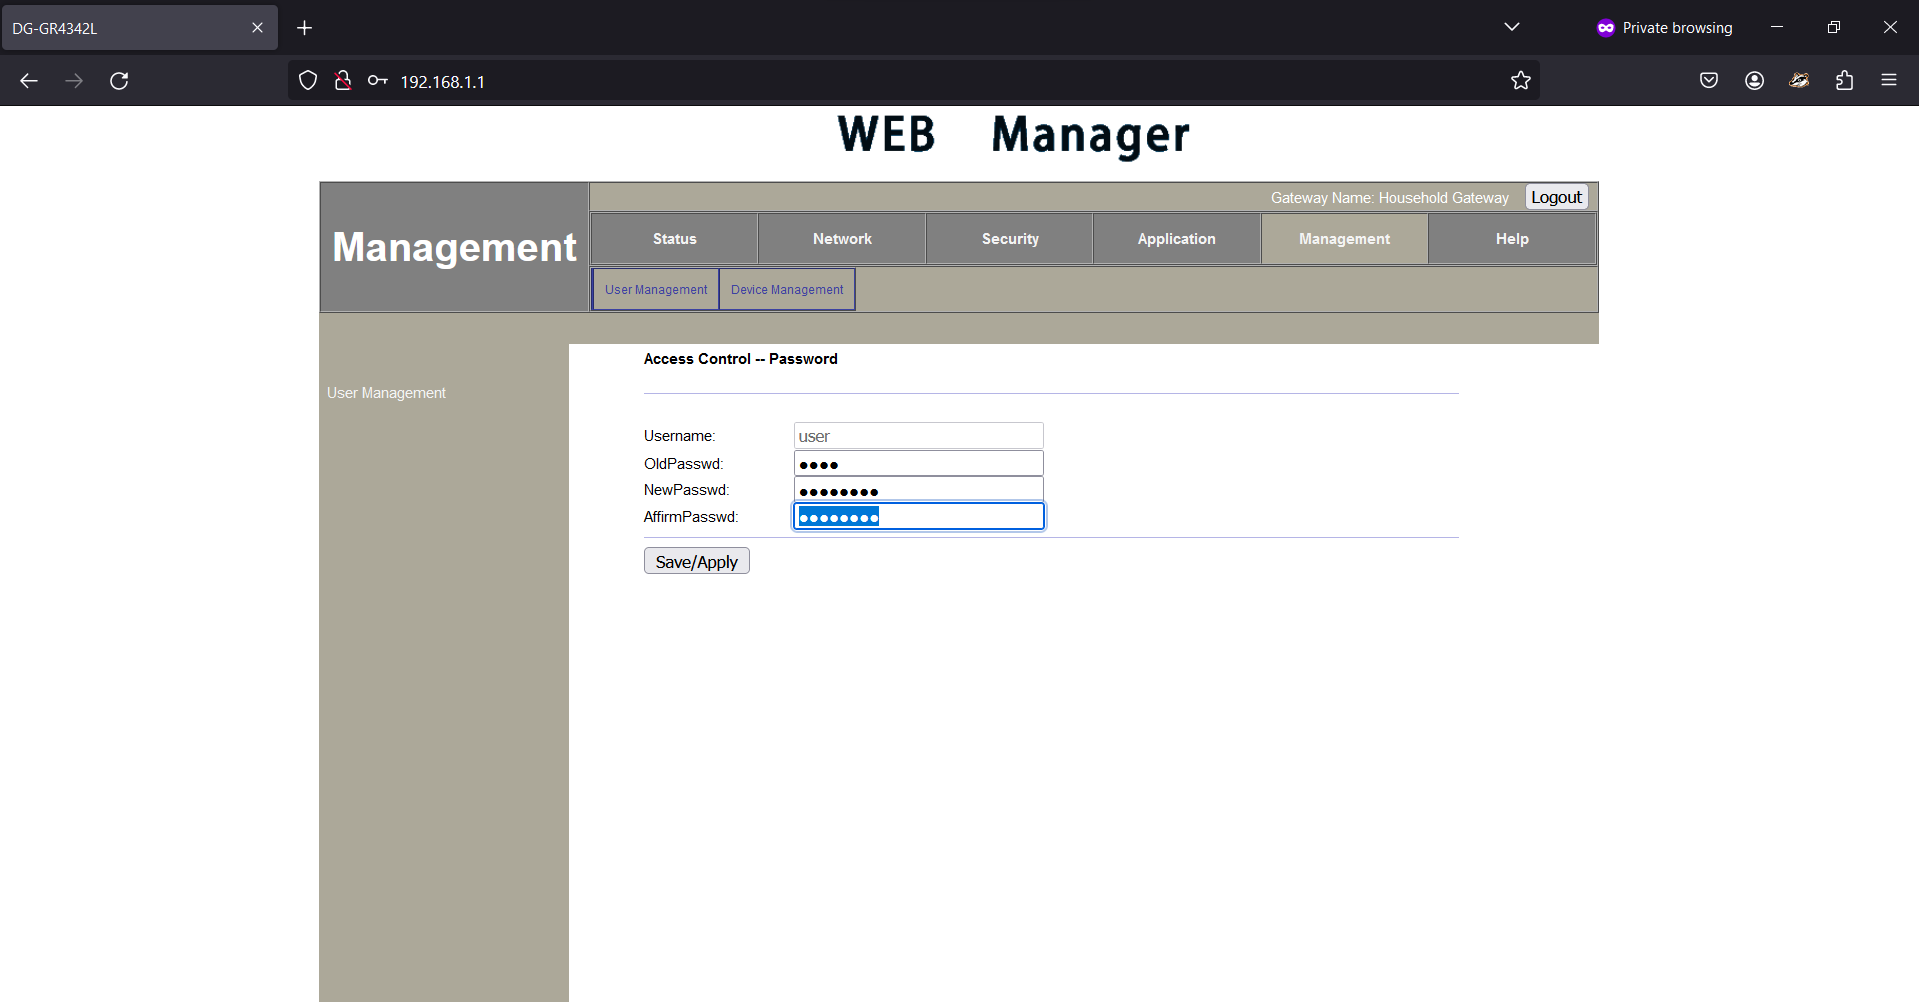 DG-GR4342L
Private browsing
192.168.1.1
WEB Manager
Gateway Name: Household Gateway Logout
Management
Status Network Security Application Management Help
User Management Device Management
Access Control -- Password
User Management
Username: user
OldPasswd: ●●●●
NewPasswd: ●●●●●●●●
AffirmPasswd: ●●●●●●●●
Save/Apply